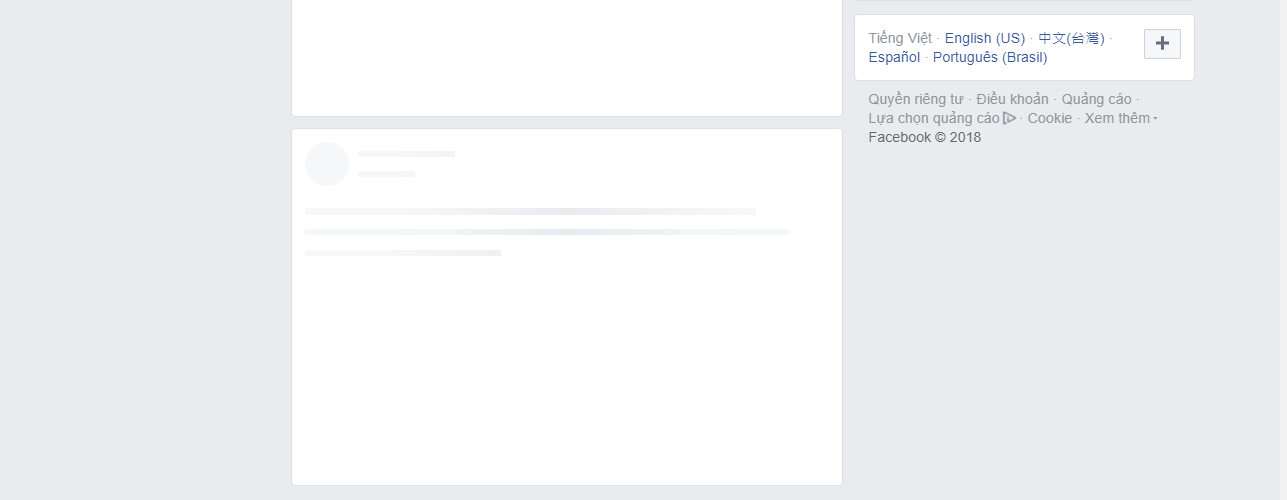 Tiếng Việt · English (US) · 中文(台灣) ·
Español · Português (Brasil)
Quyền riêng tư · Điều khoản · Quảng cáo ·
Lựa chọn quảng cáo · Cookie · Xem thêm
Facebook © 2018